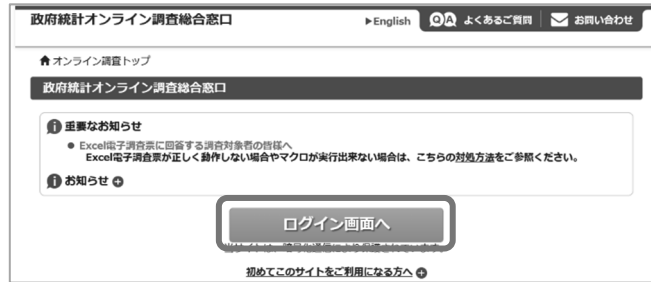 政府統計オンライン調査総合窓口
▶English
QA よくあるご質問
お問い合わせ
オンライン調査トップ
政府統計オンライン調査総合窓口
重要なお知らせ
● Excel電子調査票に回答する調査対象者の皆様へ
Excel電子調査票が正しく動作しない場合やマクロが実行出来ない場合は、こちらの対処方法をご参照ください。
お知らせ
ログイン画面へ
初めてこのサイトをご利用になる方へ